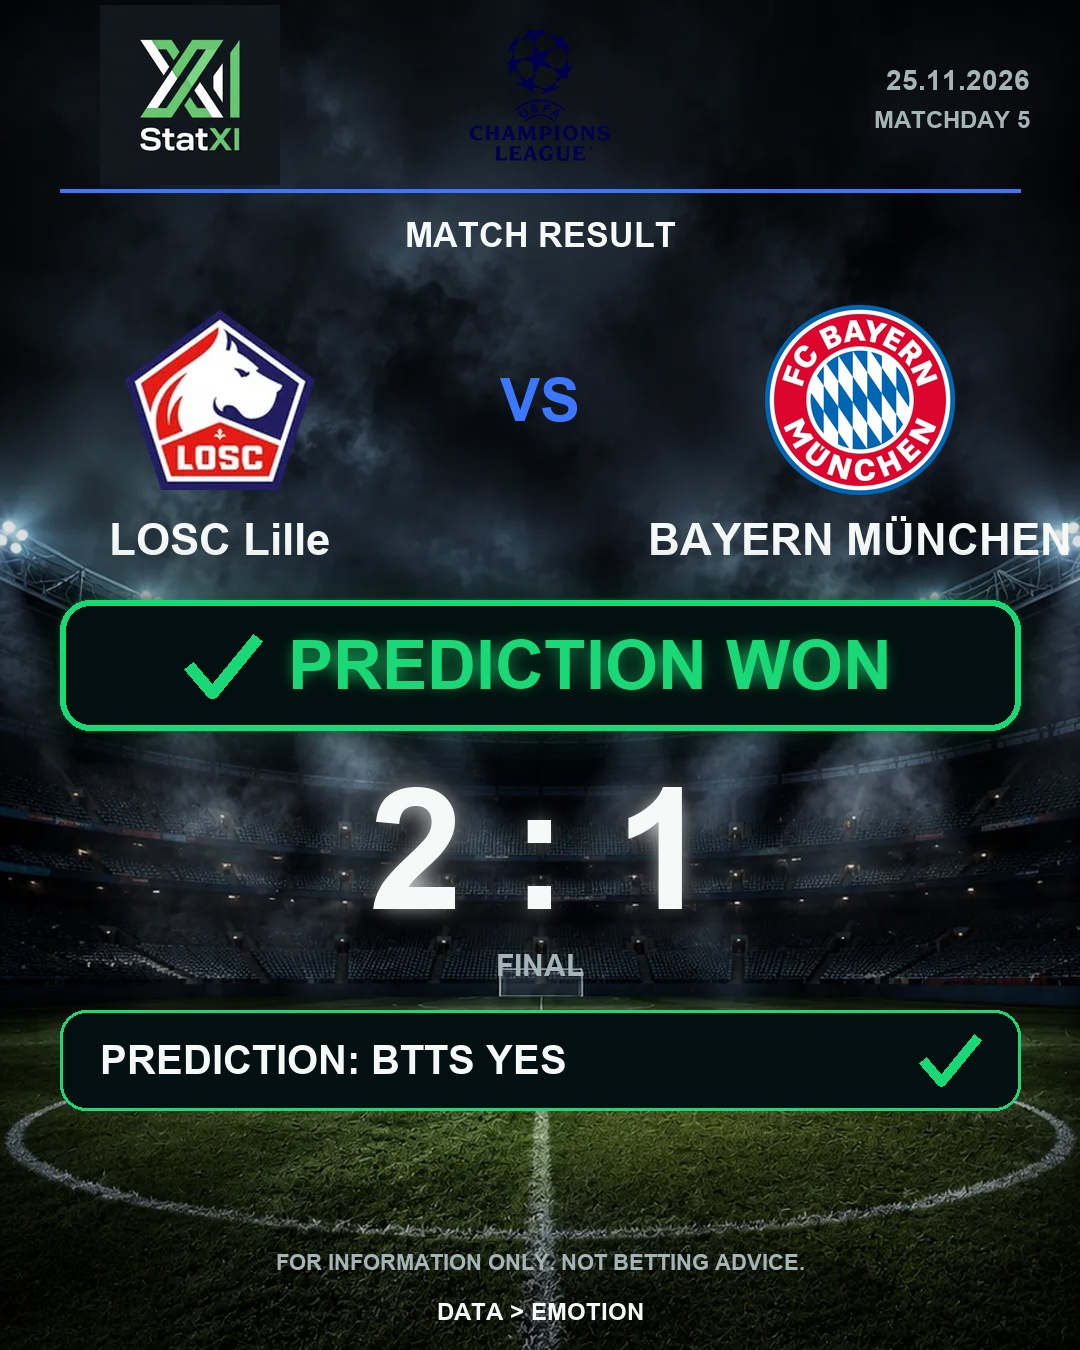 StatXI
UEFA
CHAMPIONS
LEAGUE
25.11.2026
MATCHDAY 5
MATCH RESULT
LOSC
VS
FC BAYERN
MÜNCHEN
LOSC Lille
BAYERN MÜNCHEN
PREDICTION WON
2 : 1
FINAL
PREDICTION: BTTS YES
FOR INFORMATION ONLY. NOT BETTING ADVICE.
DATA > EMOTION